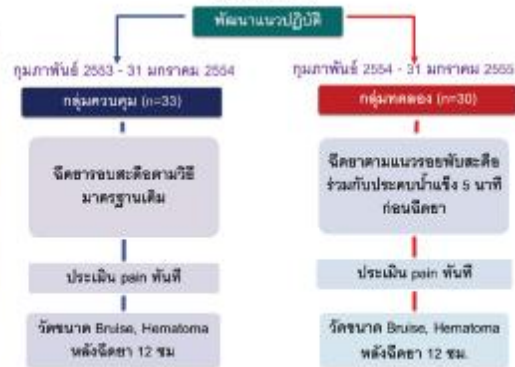 พัฒนาแนวปฏิบัติ
กุมภาพันธ์ 2553 - 31 มกราคม 2554
กลุ่มควบคุม (n=33)
ฉีดยารอบสะดือตามวิธี
มาตรฐานเดิม
ประเมิน pain ทันที
วัดขนาด Bruise, Hematoma
หลังฉีดยา 12 ชม
กุมภาพันธ์ 2554 - 31 มกราคม 2555
กลุ่มทดลอง (n=30)
ฉีดยาตามแนวรอยพับสะดือ
ร่วมกับประคบน้ำแข็ง 5 นาที
ก่อนฉีดยา
ประเมิน pain ทันที
วัดขนาด Bruise, Hematoma
หลังฉีดยา 12 ชม.